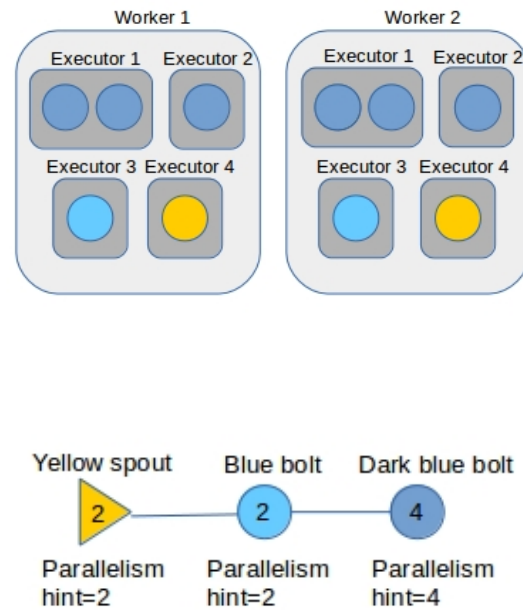 Worker 1
Worker 2
Executor 1
Executor 2
Executor 1
Executor 2
Executor 3
Executor 4
Executor 3
Executor 4
Yellow spout
Blue bolt
Dark blue bolt
2
2
4
Parallelism
hint=2
Parallelism
hint=2
Parallelism
hint=4